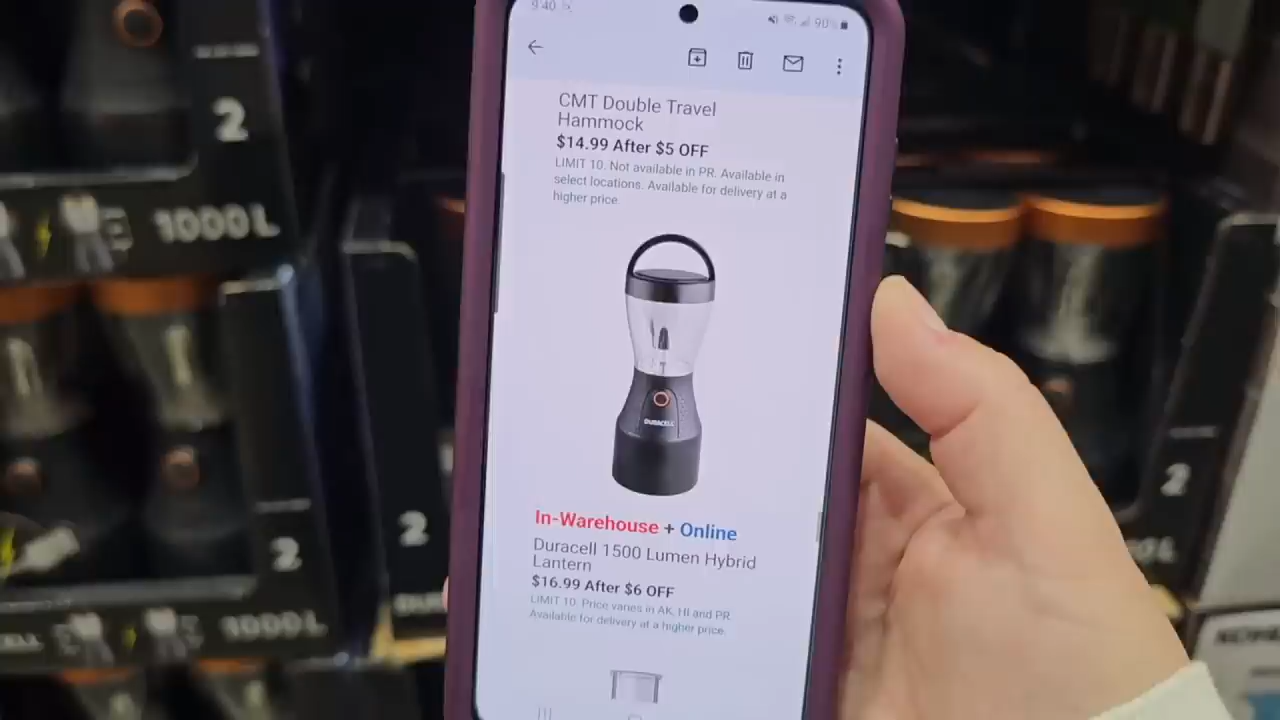 9:40
90%
CMT Double Travel
Hammock
$14.99 After $5 OFF
LIMIT 10. Not available in PR. Available in
select locations. Available for delivery at a
higher price.
DURACELL
In-Warehouse + Online
Duracell 1500 Lumen Hybrid
Lantern
$16.99 After $6 OFF
LIMIT 10. Price varies in AK, HI and PR.
Available for delivery at a higher price.
2
1000L
2
1000L
2
2